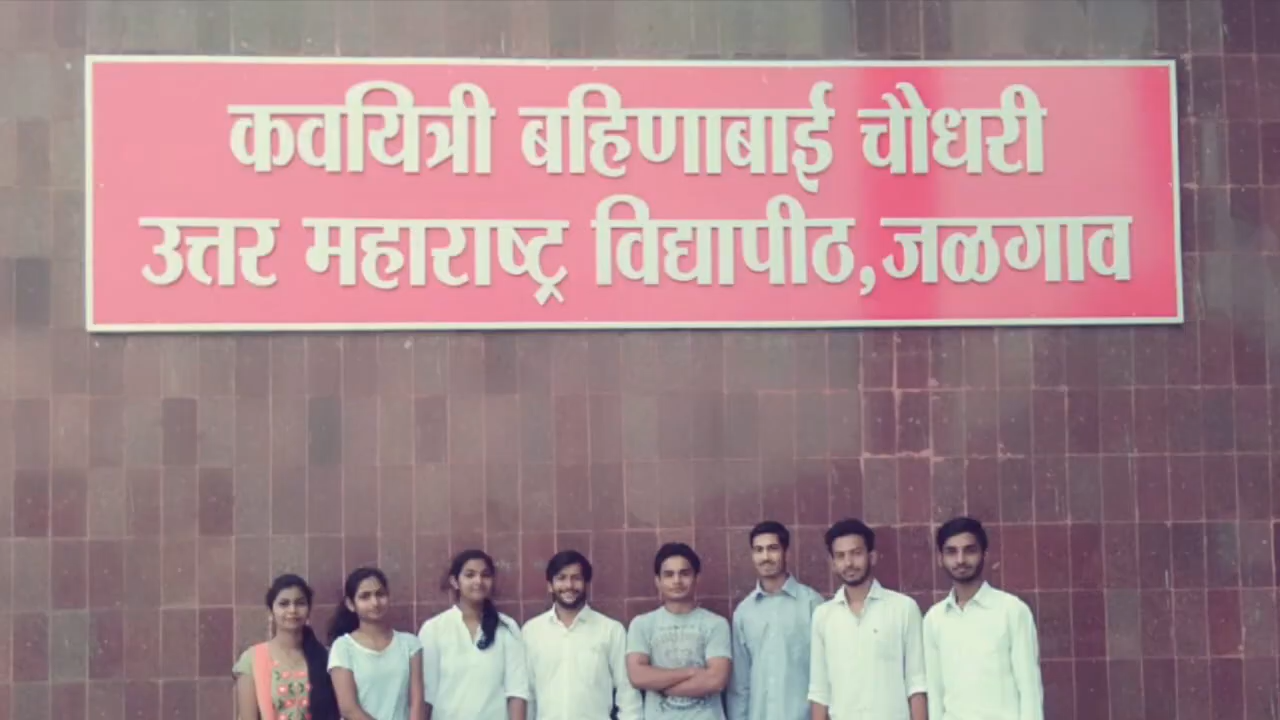 कवयित्री बहिणाबाई चौधरी
उत्तर महाराष्ट्र विद्यापीठ,जळगाव